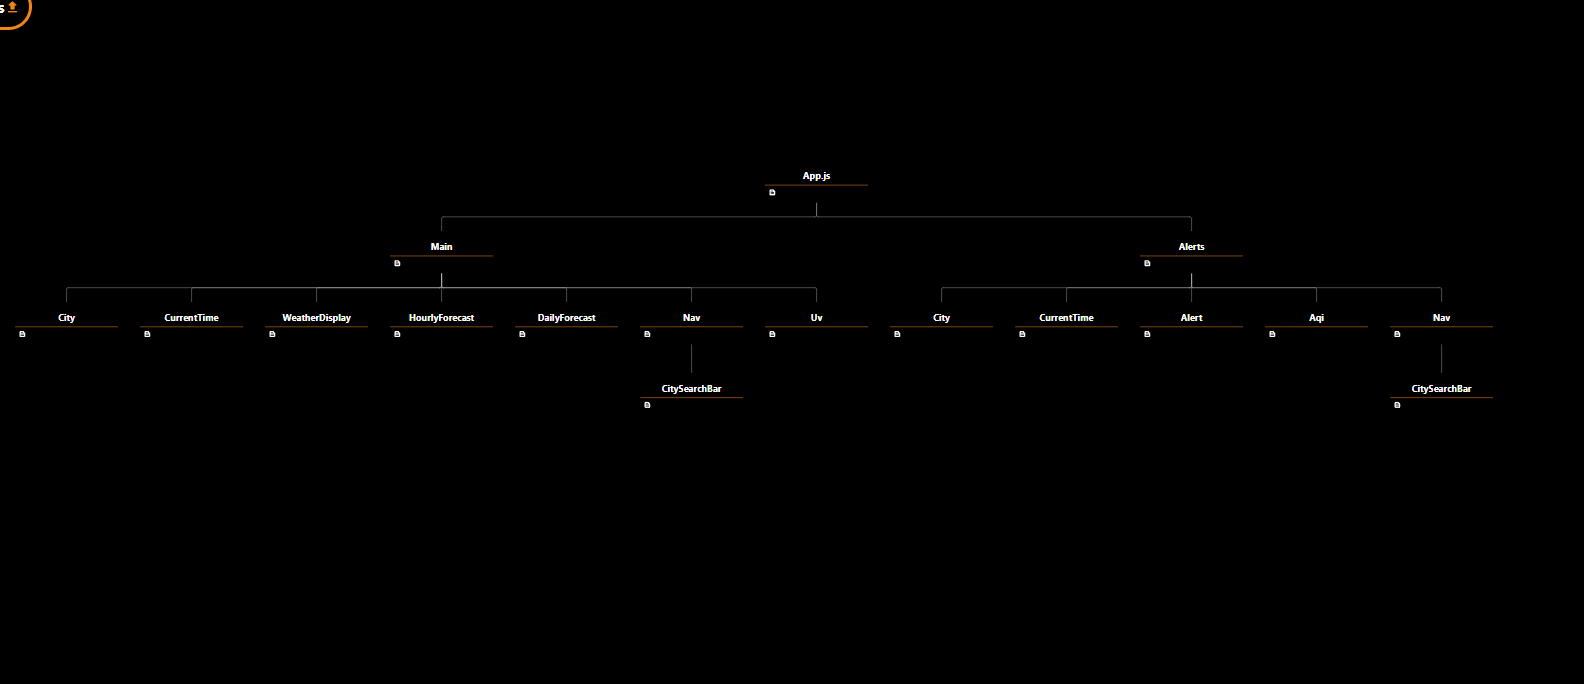 s
App.js
Main
Alerts
City
CurrentTime
WeatherDisplay
HourlyForecast
DailyForecast
Nav
Uv
City
CurrentTime
Alert
Aqi
Nav
CitySearchBar
CitySearchBar